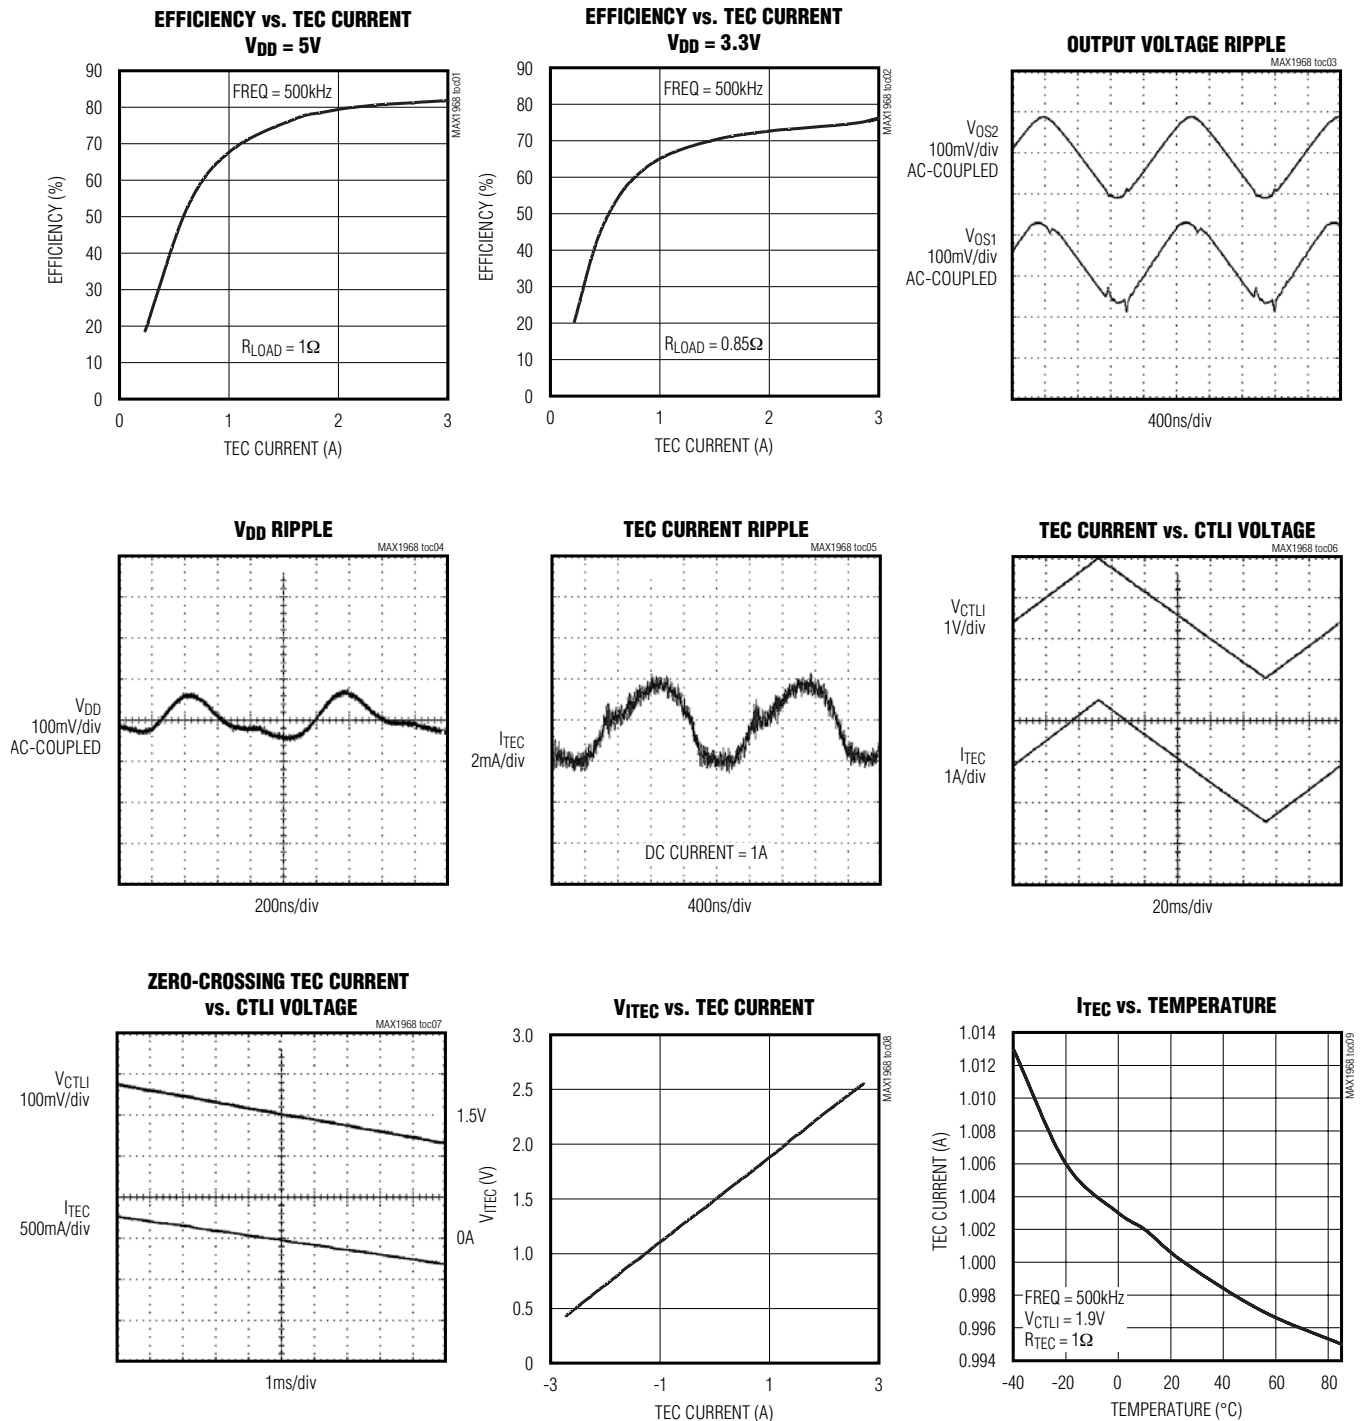 EFFICIENCY vs. TEC CURRENT
VDD = 5V
MAX1968 toc01
FREQ = 500kHz
RLOAD = 1Ω
EFFICIENCY (%)
90
80
70
60
50
40
30
20
10
0
0 1 2 3
TEC CURRENT (A)
EFFICIENCY vs. TEC CURRENT
VDD = 3.3V
MAX1968 toc02
FREQ = 500kHz
RLOAD = 0.85Ω
EFFICIENCY (%)
90
80
70
60
50
40
30
20
10
0
0 1 2 3
TEC CURRENT (A)
OUTPUT VOLTAGE RIPPLE
MAX1968 toc03
VOS2
100mV/div
AC-COUPLED
VOS1
100mV/div
AC-COUPLED
400ns/div
VDD RIPPLE
MAX1968 toc04
VDD
100mV/div
AC-COUPLED
200ns/div
TEC CURRENT RIPPLE
MAX1968 toc05
ITEC
2mA/div
DC CURRENT = 1A
400ns/div
TEC CURRENT vs. CTLI VOLTAGE
MAX1968 toc06
VCTLI
1V/div
ITEC
1A/div
20ms/div
ZERO-CROSSING TEC CURRENT
vs. CTLI VOLTAGE
MAX1968 toc07
VCTLI
100mV/div
1.5V
ITEC
500mA/div
0A
1ms/div
VITEC vs. TEC CURRENT
MAX1968 toc08
VITEC (V)
3.0
2.5
2.0
1.5
1.0
0.5
0
-3 -1 1 3
TEC CURRENT (A)
ITEC vs. TEMPERATURE
MAX1968 toc09
TEC CURRENT (A)
1.014
1.012
1.010
1.008
1.006
1.004
1.002
1.000
0.998
0.996
0.994
FREQ = 500kHz
VCTLI = 1.9V
RTEC = 1Ω
-40 -20 0 20 40 60 80
TEMPERATURE (°C)